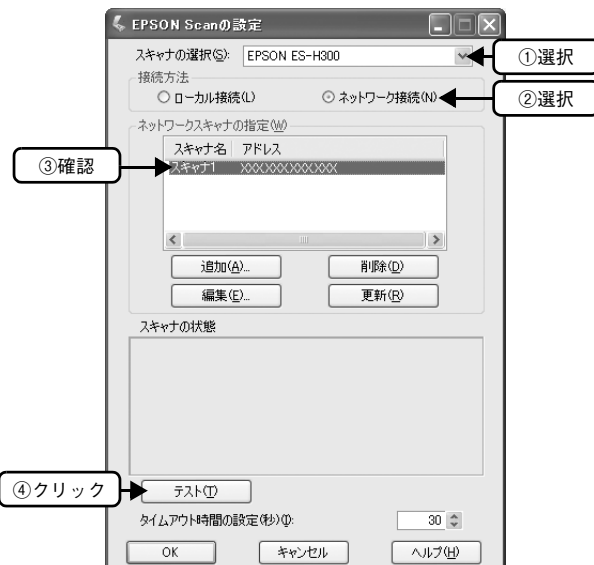 EPSON Scanの設定
スキャナの選択(S): EPSON ES-H300
①選択
接続方法
ローカル接続(L) ネットワーク接続(N)
②選択
ネットワークスキャナの指定(W)
スキャナ名 アドレス
③確認
スキャナ1 XXXXXXXXXXXXX
追加(A)... 削除(D)
編集(E)... 更新(R)
スキャナの状態
④クリック
テスト(T)
タイムアウト時間の設定(秒)(I): 30
OK キャンセル ヘルプ(H)